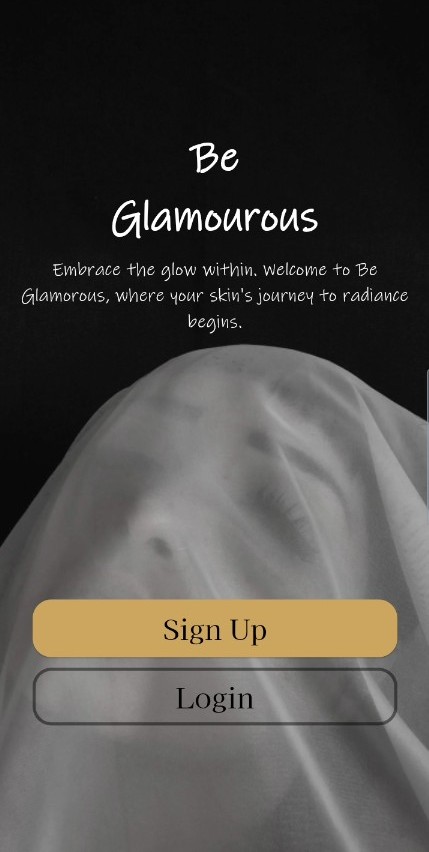 Be
Glamourous
Embrace the glow within. Welcome to Be
Glamorous, where your skin's journey to radiance
begins.
Sign Up
Login